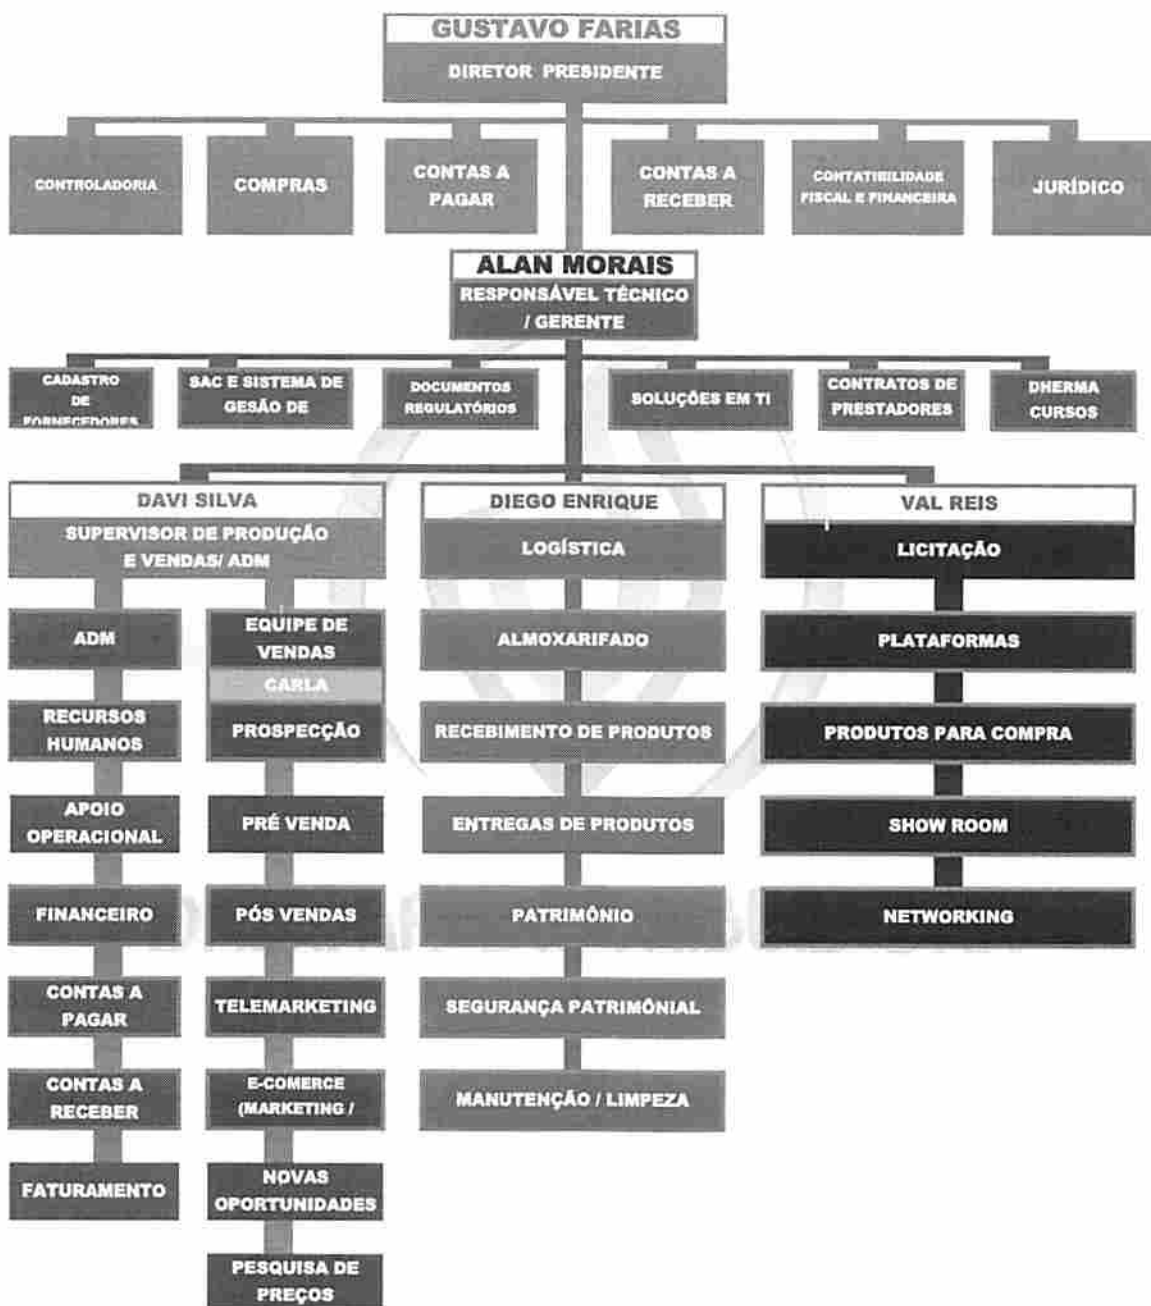 GUSTAVO FARIAS
DIRETOR PRESIDENTE
CONTROLADORIA
COMPRAS
CONTAS A
PAGAR
CONTAS A
RECEBER
CONTATIBILIDADE
FISCAL E FINANCEIRA
JURÍDICO
ALAN MORAIS
RESPONSÁVEL TÉCNICO
/ GERENTE
CADASTRO
DE
FORNECEDORES
SAC E SISTEMA DE
GESÃO DE
DOCUMENTOS
REGULATÓRIOS
SOLUÇÕES EM TI
CONTRATOS DE
PRESTADORES
DHERMA
CURSOS
DAVI SILVA
SUPERVISOR DE PRODUÇÃO
E VENDAS/ ADM
ADM
RECURSOS
HUMANOS
APOIO
OPERACIONAL
FINANCEIRO
CONTAS A
PAGAR
CONTAS A
RECEBER
FATURAMENTO
EQUIPE DE
VENDAS
CARLA
PROSPECÇÃO
PRÉ VENDA
PÓS VENDAS
TELEMARKETING
E-COMERCE
(MARKETING /
NOVAS
OPORTUNIDADES
PESQUISA DE
PREÇOS
DIEGO ENRIQUE
LOGÍSTICA
ALMOXARIFADO
RECEBIMENTO DE PRODUTOS
ENTREGAS DE PRODUTOS
PATRIMÔNIO
SEGURANÇA PATRIMÔNIAL
MANUTENÇÃO / LIMPEZA
VAL REIS
LICITAÇÃO
PLATAFORMAS
PRODUTOS PARA COMPRA
SHOW ROOM
NETWORKING